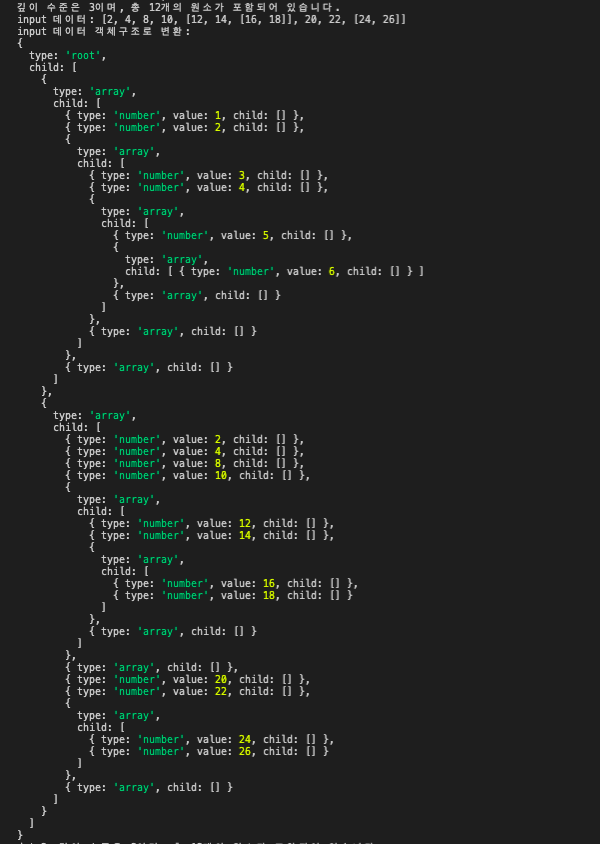 깊이 수준은 3이며, 총 12개의 원소가 포함되어 있습니다.
input 데이터: [2, 4, 8, 10, [12, 14, [16, 18]], 20, 22, [24, 26]]
input 데이터 객체구조로 변환:
{
  type: 'root',
  child: [
    {
      type: 'array',
      child: [
        { type: 'number', value: 1, child: [] },
        { type: 'number', value: 2, child: [] },
        {
          type: 'array',
          child: [
            { type: 'number', value: 3, child: [] },
            { type: 'number', value: 4, child: [] },
            {
              type: 'array',
              child: [
                { type: 'number', value: 5, child: [] },
                {
                  type: 'array',
                  child: [ { type: 'number', value: 6, child: [] } ]
                },
                { type: 'array', child: [] }
              ]
            },
            { type: 'array', child: [] }
          ]
        },
        { type: 'array', child: [] }
      ]
    },
    {
      type: 'array',
      child: [
        { type: 'number', value: 2, child: [] },
        { type: 'number', value: 4, child: [] },
        { type: 'number', value: 8, child: [] },
        { type: 'number', value: 10, child: [] },
        {
          type: 'array',
          child: [
            { type: 'number', value: 12, child: [] },
            { type: 'number', value: 14, child: [] },
            {
              type: 'array',
              child: [
                { type: 'number', value: 16, child: [] },
                { type: 'number', value: 18, child: [] }
              ]
            },
            { type: 'array', child: [] }
          ]
        },
        { type: 'array', child: [] },
        { type: 'number', value: 20, child: [] },
        { type: 'number', value: 22, child: [] },
        {
          type: 'array',
          child: [
            { type: 'number', value: 24, child: [] },
            { type: 'number', value: 26, child: [] }
          ]
        },
        { type: 'array', child: [] }
      ]
    }
  ]
}